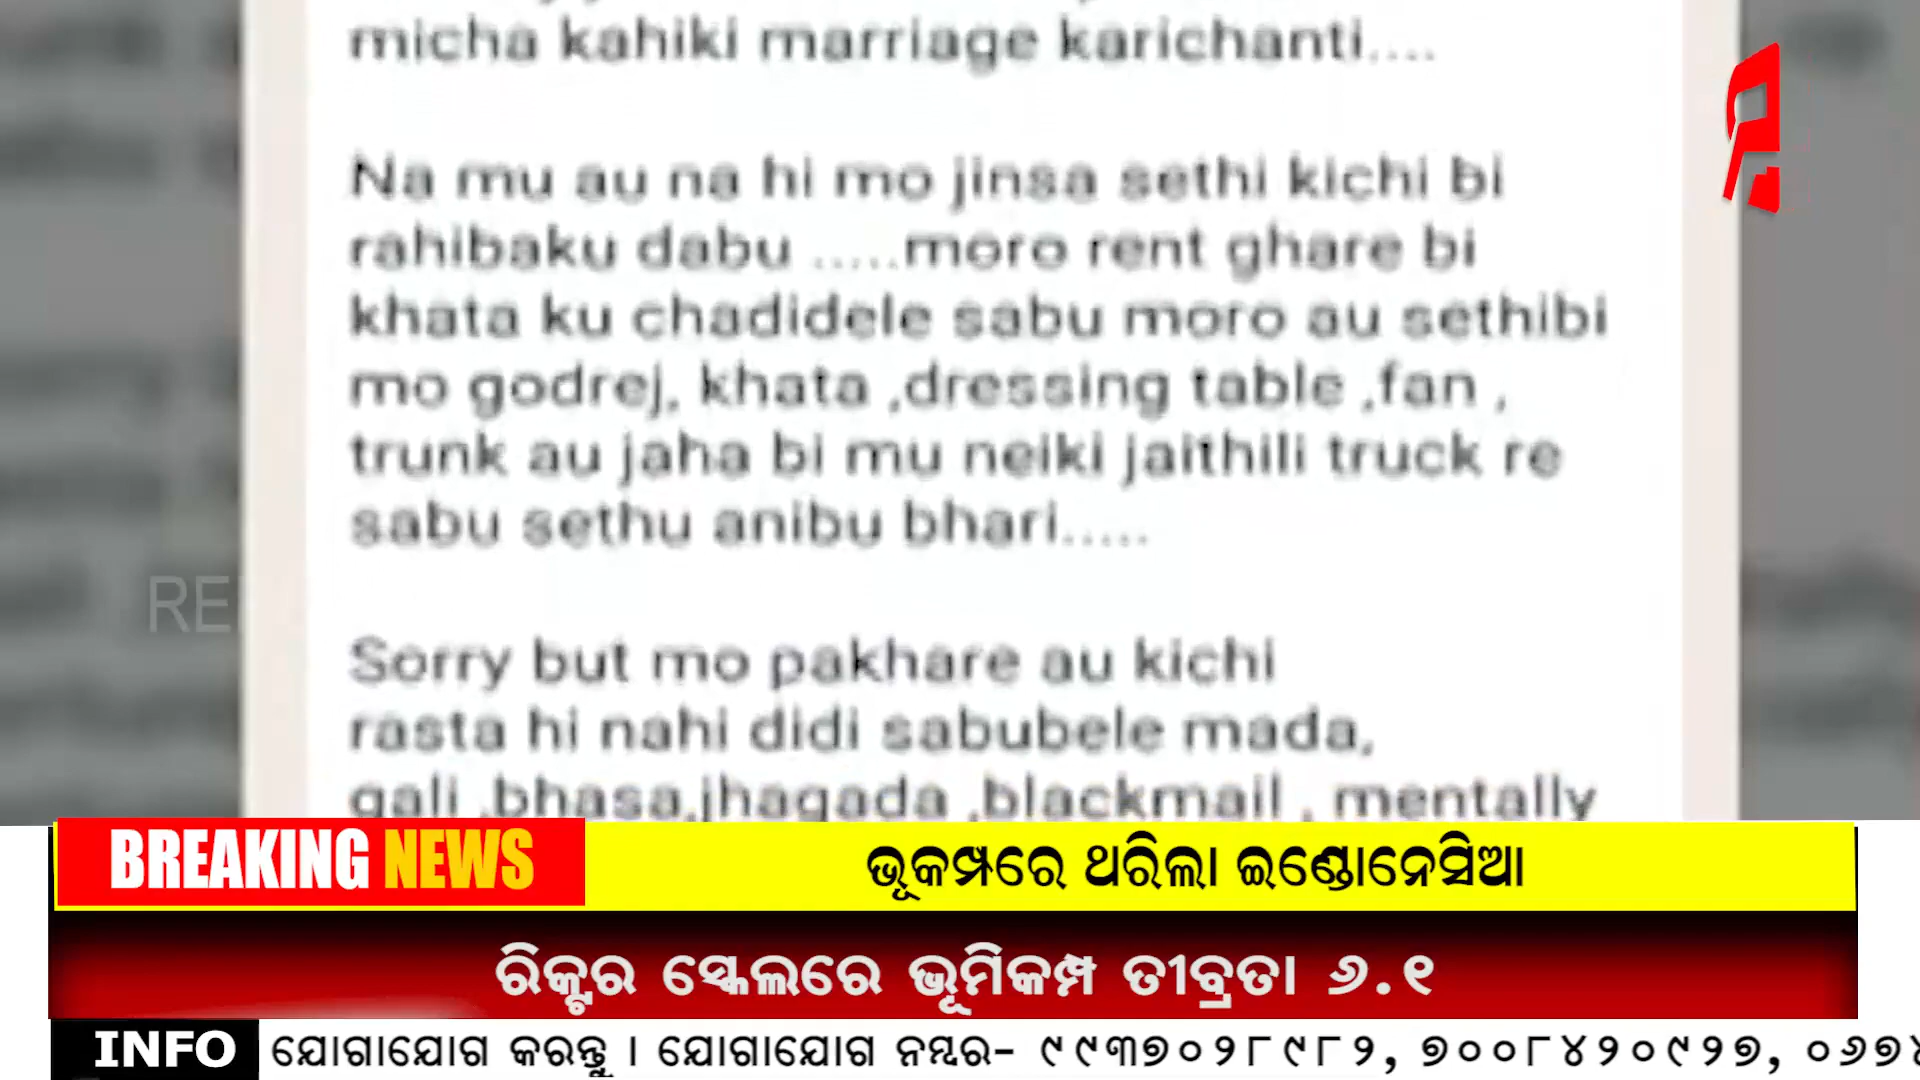 micha kahiki marriage karichanti....
Na mu au na hi mo jinsa sethi kichi bi
rahibaku dabu .....moro rent ghare bi
khata ku chadidele sabu moro au sethibi
mo godrej, khata ,dressing table ,fan ,
trunk au jaha bi mu neiki jaithili truck re
sabu sethu anibu bhari.....
Sorry but mo pakhare au kichi
rasta hi nahi didi sabubele mada,
gali ,bhasa,jhagada ,blackmail , mentally
BREAKING NEWS
ଭୂକମ୍ପରେ ଥରିଲା ଇଣ୍ଡୋନେସିଆ
ରିକ୍ଟର ସ୍କେଲରେ ଭୂମିକମ୍ପ ତୀବ୍ରତା ୬.୧
INFO ଯୋଗାଯୋଗ କରନ୍ତୁ । ଯୋଗାଯୋଗ ନମ୍ବର- ୯୯୩୭୦୨୮୯୮୨, ୭୦୦୮୪୨୦୯୨୭, ୦୬୭୪